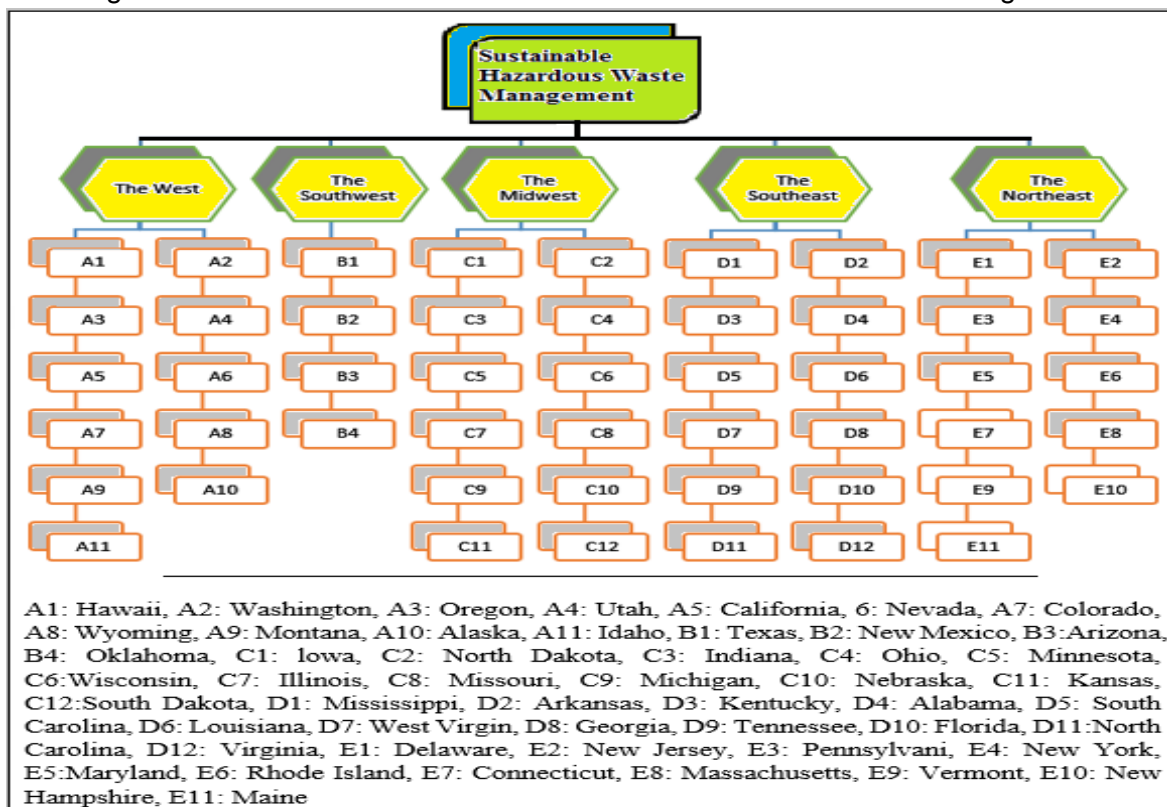 Sustainable
Hazardous Waste
Management
The West
The
Southwest
The
Midwest
The
Southeast
The
Northeast
A1 A2 B1 C1 C2 D1 D2 E1 E2
A3 A4 B2 C3 C4 D3 D4 E3 E4
A5 A6 B3 C5 C6 D5 D6 E5 E6
A7 A8 B4 C7 C8 D7 D8 E7 E8
A9 A10 C9 C10 D9 D10 E9 E10
A11 C11 C12 D11 D12 E11
A1: Hawaii, A2: Washington, A3: Oregon, A4: Utah, A5: California, 6: Nevada, A7: Colorado,
A8: Wyoming, A9: Montana, A10: Alaska, A11: Idaho, B1: Texas, B2: New Mexico, B3:Arizona,
B4: Oklahoma, C1: lowa, C2: North Dakota, C3: Indiana, C4: Ohio, C5: Minnesota,
C6:Wisconsin, C7: Illinois, C8: Missouri, C9: Michigan, C10: Nebraska, C11: Kansas,
C12:South Dakota, D1: Mississippi, D2: Arkansas, D3: Kentucky, D4: Alabama, D5: South
Carolina, D6: Louisiana, D7: West Virgin, D8: Georgia, D9: Tennessee, D10: Florida, D11:North
Carolina, D12: Virginia, E1: Delaware, E2: New Jersey, E3: Pennsylvani, E4: New York,
E5:Maryland, E6: Rhode Island, E7: Connecticut, E8: Massachusetts, E9: Vermont, E10: New
Hampshire, E11: Maine